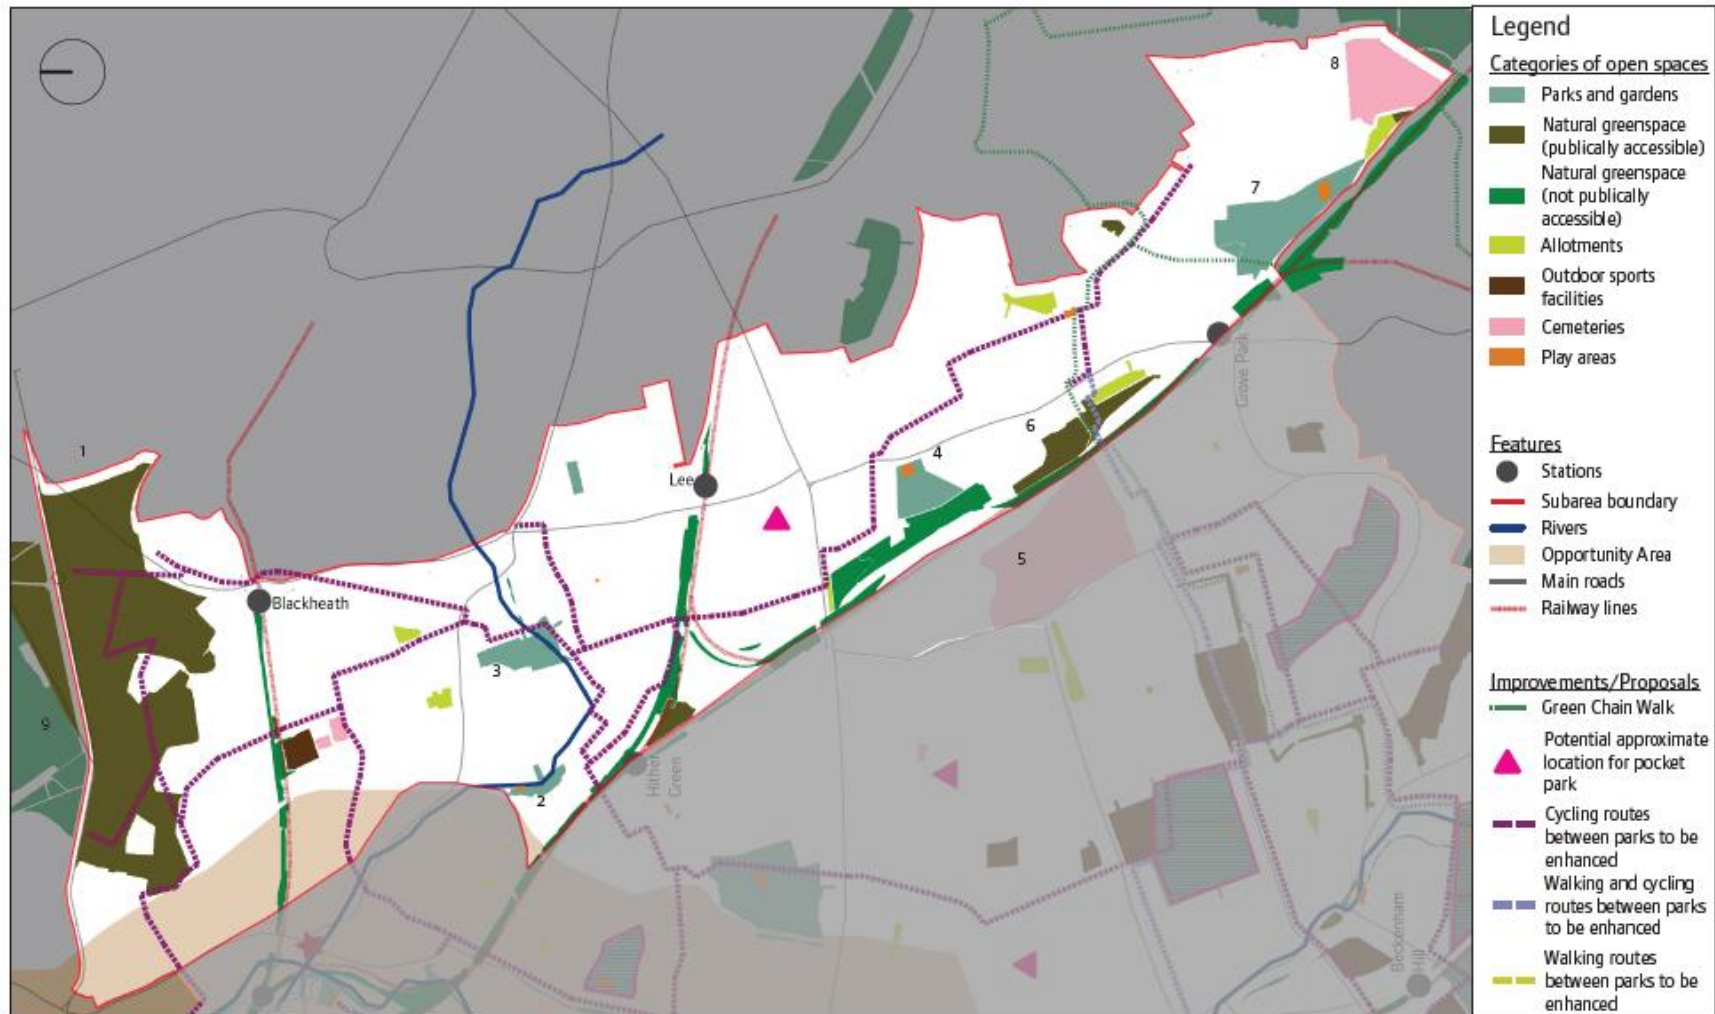 1
2
3
4
5
6
7
8
9
Blackheath
Lee
Hither
Green
Grove Park
Beckenham
Hill
Legend
Categories of open spaces
Parks and gardens
Natural greenspace
(publically accessible)
Natural greenspace
(not publically
accessible)
Allotments
Outdoor sports
facilities
Cemeteries
Play areas
Features
Stations
Subarea boundary
Rivers
Opportunity Area
Main roads
Railway lines
Improvements/Proposals
Green Chain Walk
Potential approximate
location for pocket
park
Cycling routes
between parks to be
enhanced
Walking and cycling
routes between parks
to be enhanced
Walking routes
between parks to be
enhanced